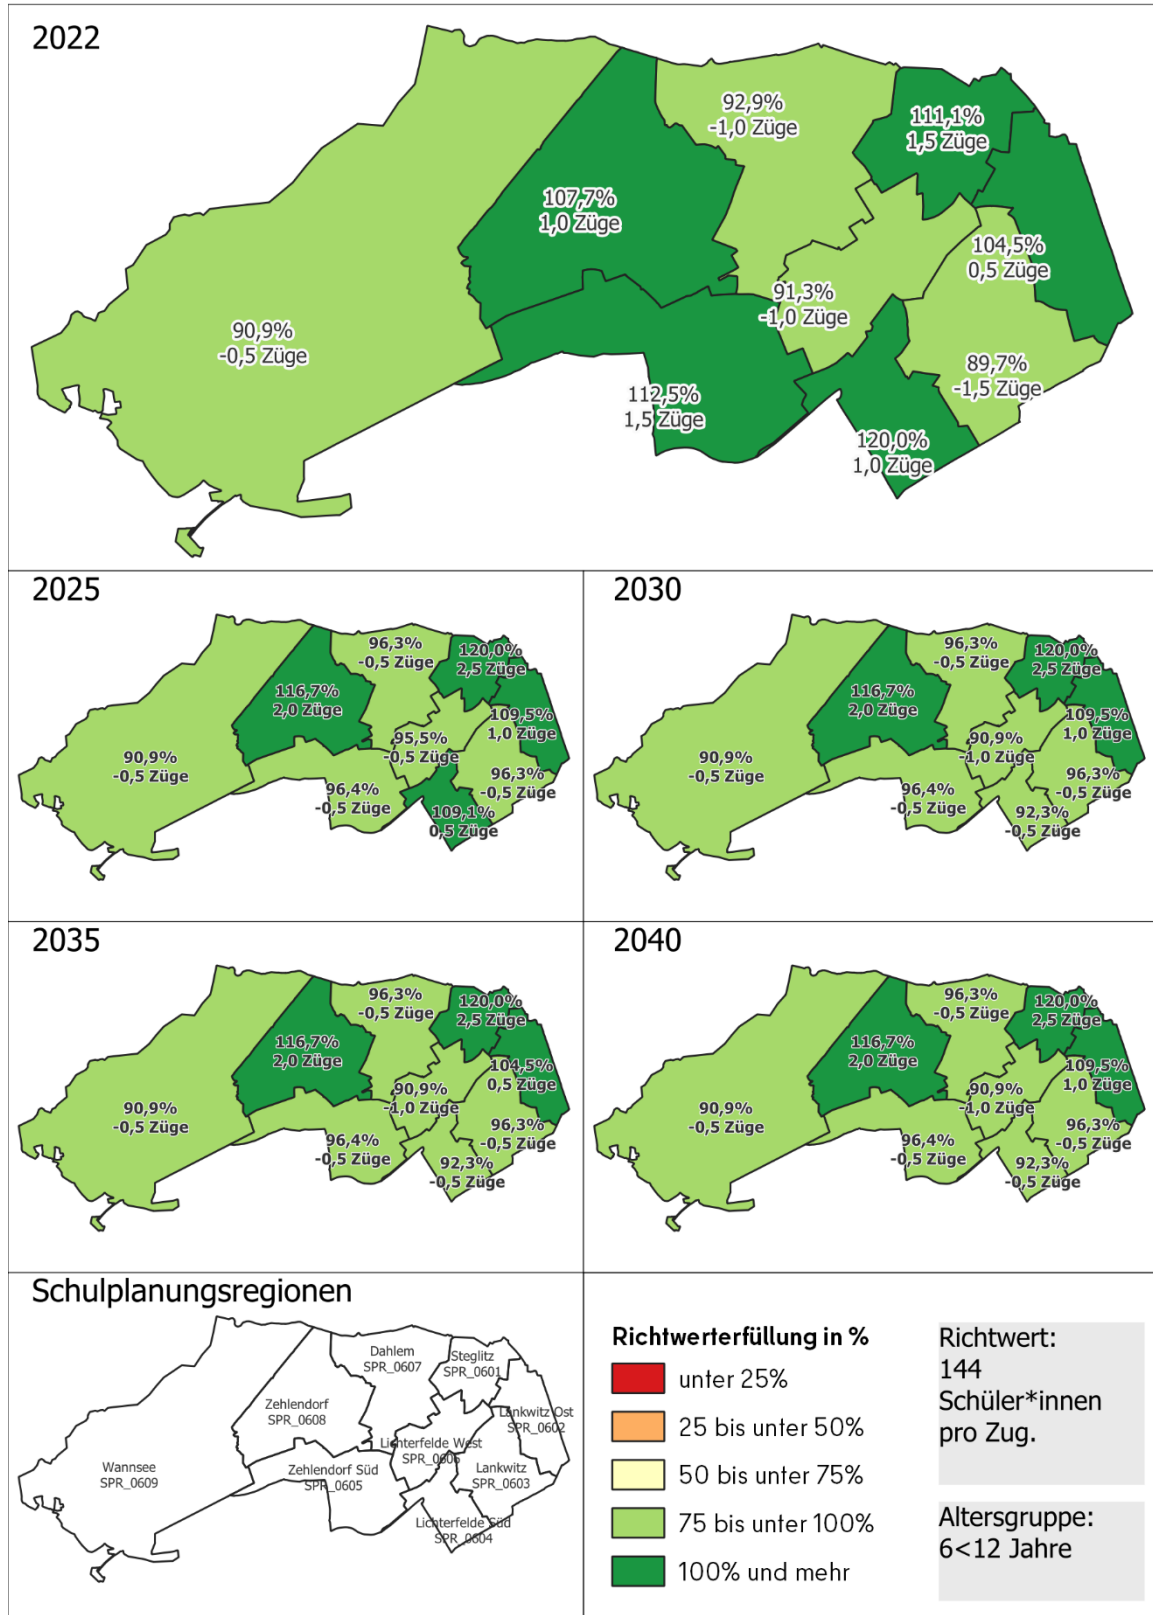 2022
92,9%
-1,0 Züge
111,1%
1,5 Züge
107,7%
1,0 Züge
104,5%
0,5 Züge
91,3%
-1,0 Züge
90,9%
-0,5 Züge
89,7%
-1,5 Züge
112,5%
1,5 Züge
120,0%
1,0 Züge
2025
96,3%
-0,5 Züge
120,0%
2,5 Züge
116,7%
2,0 Züge
109,5%
1,0 Züge
95,5%
-0,5 Züge
90,9%
-0,5 Züge
96,3%
-0,5 Züge
96,4%
-0,5 Züge
109,1%
0,5 Züge
2030
96,3%
-0,5 Züge
120,0%
2,5 Züge
116,7%
2,0 Züge
109,5%
1,0 Züge
90,9%
-1,0 Züge
90,9%
-0,5 Züge
96,3%
-0,5 Züge
96,4%
-0,5 Züge
92,3%
-0,5 Züge
2035
96,3%
-0,5 Züge
120,0%
2,5 Züge
116,7%
2,0 Züge
104,5%
0,5 Züge
90,9%
-1,0 Züge
90,9%
-0,5 Züge
96,3%
-0,5 Züge
96,4%
-0,5 Züge
92,3%
-0,5 Züge
2040
96,3%
-0,5 Züge
120,0%
2,5 Züge
116,7%
2,0 Züge
109,5%
1,0 Züge
90,9%
-1,0 Züge
90,9%
-0,5 Züge
96,3%
-0,5 Züge
96,4%
-0,5 Züge
92,3%
-0,5 Züge
Schulplanungsregionen
Dahlem
SPR_0607
Steglitz
SPR_0601
Zehlendorf
SPR_0608
Lankwitz Ost
SPR_0602
Lichterfelde West
SPR_0606
Wannsee
SPR_0609
Zehlendorf Süd
SPR_0605
Lankwitz
SPR_0603
Lichterfelde Süd
SPR_0604
Richtwerterfüllung in %
unter 25%
25 bis unter 50%
50 bis unter 75%
75 bis unter 100%
100% und mehr
Richtwert:
144
Schüler*innen
pro Zug.
Altersgruppe:
6<12 Jahre